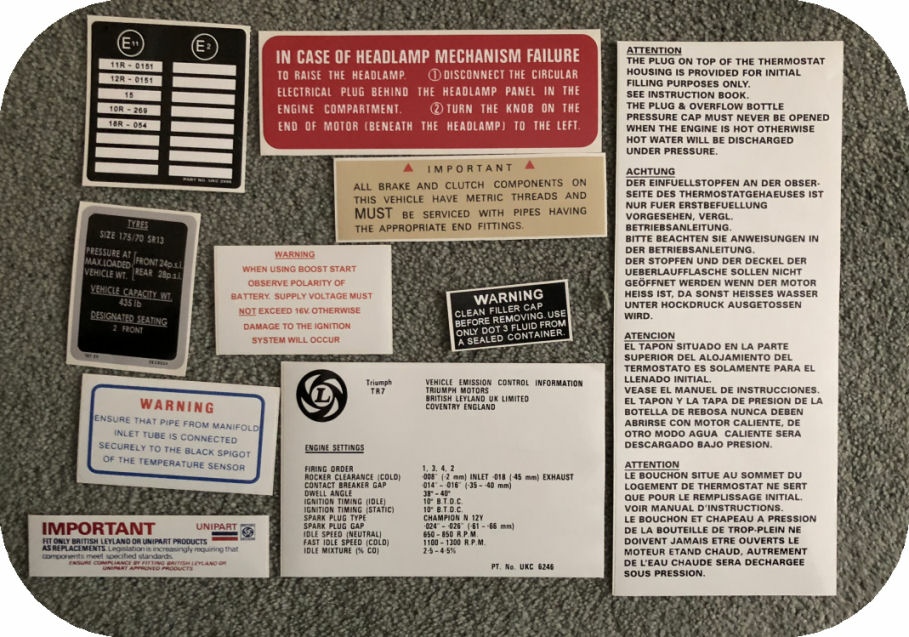 E11
E2
11R - 0151
12R - 0151
15
10R - 269
16R - 054
PART NO. UKC
IN CASE OF HEADLAMP MECHANISM FAILURE
TO RAISE THE HEADLAMP. ① DISCONNECT THE CIRCULAR
ELECTRICAL PLUG BEHIND THE HEADLAMP PANEL IN THE
ENGINE COMPARTMENT. ② TURN THE KNOB ON THE
END OF MOTOR (BENEATH THE HEADLAMP) TO THE LEFT.
IMPORTANT
ALL BRAKE AND CLUTCH COMPONENTS ON
THIS VEHICLE HAVE METRIC THREADS AND
MUST BE SERVICED WITH PIPES HAVING
THE APPROPRIATE END FITTINGS.
TYRES
SIZE 175/70 SR13
PRESSURE AT
MAX.LOADED
VEHICLE WT.
FRONT 24p.s.i.
REAR 28p.s.i.
VEHICLE CAPACITY WT.
435 lb
DESIGNATED SEATING
2 FRONT
WARNING
WHEN USING BOOST START
OBSERVE POLARITY OF
BATTERY. SUPPLY VOLTAGE MUST
NOT EXCEED 16V. OTHERWISE
DAMAGE TO THE IGNITION
SYSTEM WILL OCCUR
WARNING
CLEAN FILLER CAP
BEFORE REMOVING. USE
ONLY DOT 3 FLUID FROM
A SEALED CONTAINER.
WARNING
ENSURE THAT PIPE FROM MANIFOLD
INLET TUBE IS CONNECTED
SECURELY TO THE BLACK SPIGOT
OF THE TEMPERATURE SENSOR
IMPORTANT
UNIPART
FIT ONLY BRITISH LEYLAND OR UNIPART PRODUCTS
AS REPLACEMENTS. Legislation is increasingly requiring that
components meet specified standards.
ENSURE COMPLIANCE BY FITTING BRITISH LEYLAND OR
UNIPART APPROVED PRODUCTS
L
Triumph
TR7
VEHICLE EMISSION CONTROL INFORMATION
TRIUMPH MOTORS
BRITISH LEYLAND UK LIMITED
COVENTRY ENGLAND
ENGINE SETTINGS
FIRING ORDER 1, 3, 4, 2
ROCKER CLEARANCE (COLD) ·008" (·2 mm) INLET ·018 (·45 mm) EXHAUST
CONTACT BREAKER GAP ·014" -·016" (·35 -·40 mm)
DWELL ANGLE 38°- 40°
IGNITION TIMING (IDLE) 10° B.T.D.C.
IGNITION TIMING (STATIC) 10° B.T.D.C.
SPARK PLUG TYPE CHAMPION N 12Y
SPARK PLUG GAP ·024" -·026" (·61 -·66 mm)
IDLE SPEED (NEUTRAL) 650 - 850 R.P.M.
FAST IDLE SPEED (COLD) 1100 - 1300 R.P.M.
IDLE MIXTURE (% CO) 2·5 - 4·5%
PT. No. UKC 6246
ATTENTION
THE PLUG ON TOP OF THE THERMOSTAT
HOUSING IS PROVIDED FOR INITIAL
FILLING PURPOSES ONLY.
SEE INSTRUCTION BOOK.
THE PLUG & OVERFLOW BOTTLE
PRESSURE CAP MUST NEVER BE OPENED
WHEN THE ENGINE IS HOT OTHERWISE
HOT WATER WILL BE DISCHARGED
UNDER PRESSURE.
ACHTUNG
DER EINFUELLSTOPFEN AN DER OBSER-
SEITE DES THERMOSTATGEHAEUSES IST
NUR FUER ERSTBEFUELLUNG
VORGESEHEN, VERGL.
BETRIEBSANLEITUNG.
BITTE BEACHTEN SIE ANWEISUNGEN IN
DER BETRIEBSANLEITUNG.
DER STOPFEN UND DER DECKEL DER
UEBERLAUFFLASCHE SOLLEN NICHT
GEÖFFNET WERDEN WENN DER MOTOR
HEISS IST, DA SONST HEISSES WASSER
UNTER HOCKDRUCK AUSGETOSSEN
WIRD.
ATENCION
EL TAPON SITUADO EN LA PARTE
SUPERIOR DEL ALOJAMIENTO DEL
TERMOSTATO ES SOLAMENTE PARA EL
LLENADO INITIAL.
VEASE EL MANUEL DE INSTRUCCIONES.
EL TAPON Y LA TAPA DE PRESION DE LA
BOTELLA DE REBOSA NUNCA DEBEN
ABRIRSE CON MOTOR CALIENTE, DE
OTRO MODO AGUA CALIENTE SERA
DESCARGADO BAJO PRESION.
ATTENTION
LE BOUCHON SITUE AU SOMMET DU
LOGEMENT DE THERMOSTAT NE SERT
QUE POUR LE REMPLISSAGE INITIAL.
VOIR MANUAL D'INSTRUCTIONS.
LE BOUCHON ET CHAPEAU A PRESSION
DE LA BOUTEILLE DE TROP-PLEIN NE
DOIVENT JAMAIS ETRE OUVERTS LE
MOTEUR ETAND CHAUD, AUTREMENT
DE L'EAU CHAUDE SERA DECHARGEE
SOUS PRESSION.